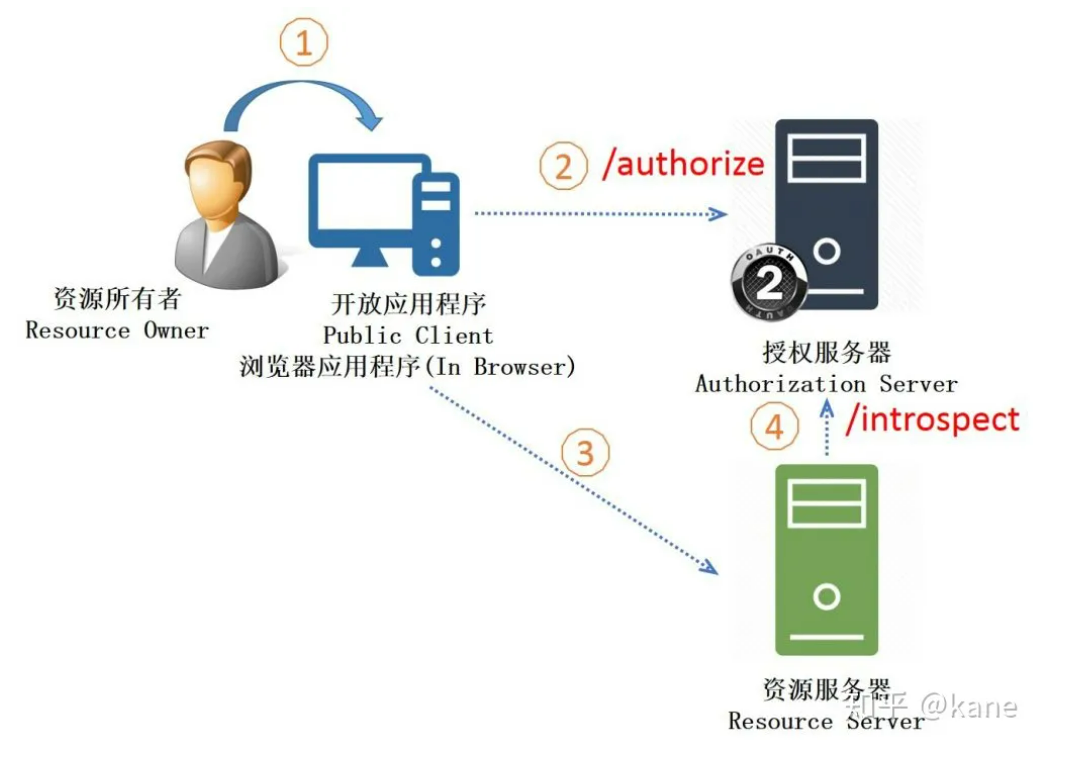 1
2
/authorize
OAUTH
2
OAUTH
资源所有者
Resource Owner
开放应用程序
Public Client
浏览器应用程序(In Browser)
授权服务器
Authorization Server
4
/introspect
3
资源服务器
Resource Server
知乎 @kane